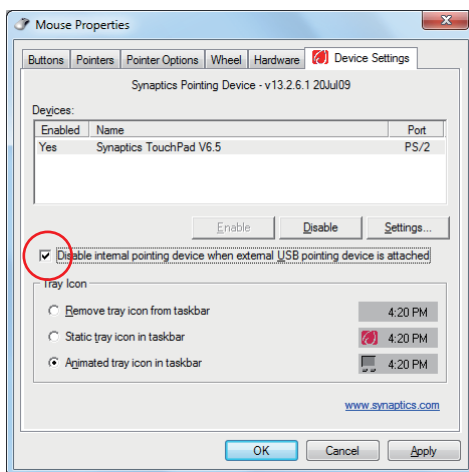 Mouse Properties
Buttons Pointers Pointer Options Wheel Hardware Device Settings
Synaptics Pointing Device - v13.2.6.1 20Jul09
Devices:
Enabled Name Port
Yes Synaptics TouchPad V6.5 PS/2
Enable Disable Settings...
Disable internal pointing device when external USB pointing device is attached
Tray Icon
Remove tray icon from taskbar 4:20 PM
Static tray icon in taskbar 4:20 PM
Animated tray icon in taskbar 4:20 PM
www.synaptics.com
OK Cancel Apply